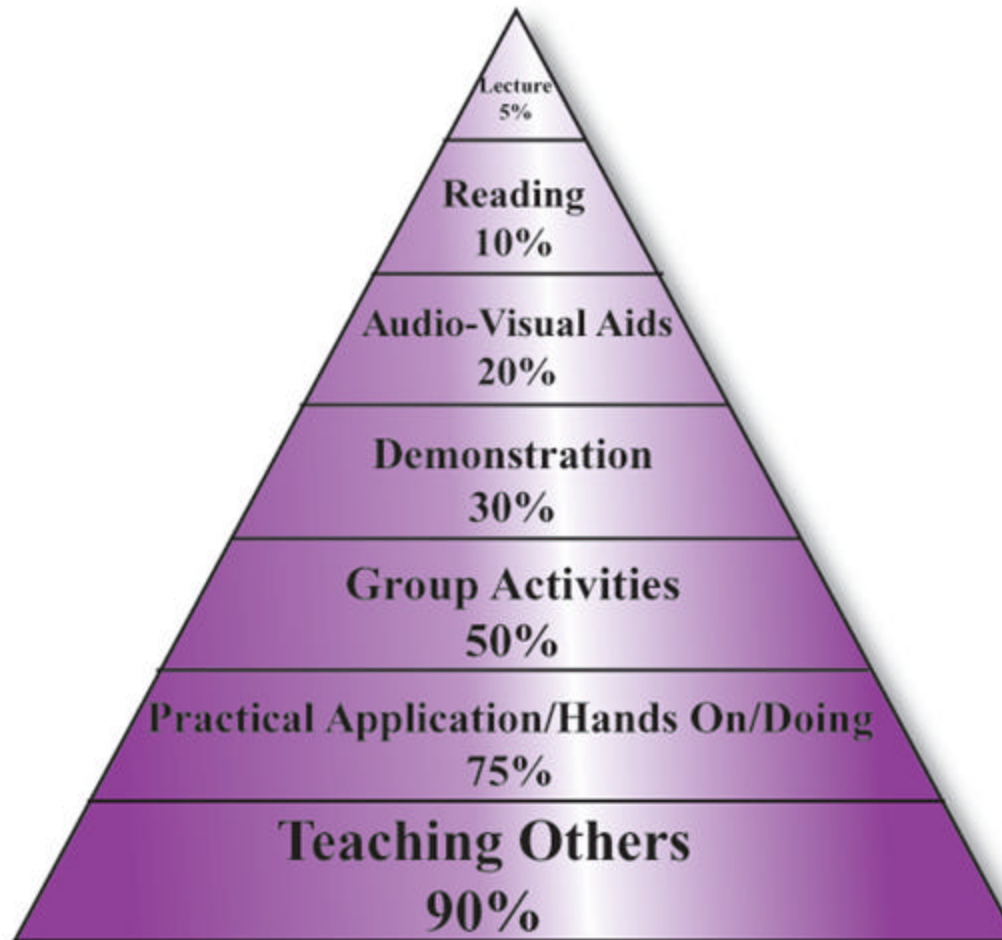 Lecture
5%
Reading
10%
Audio-Visual Aids
20%
Demonstration
30%
Group Activities
50%
Practical Application/Hands On/Doing
75%
Teaching Others
90%